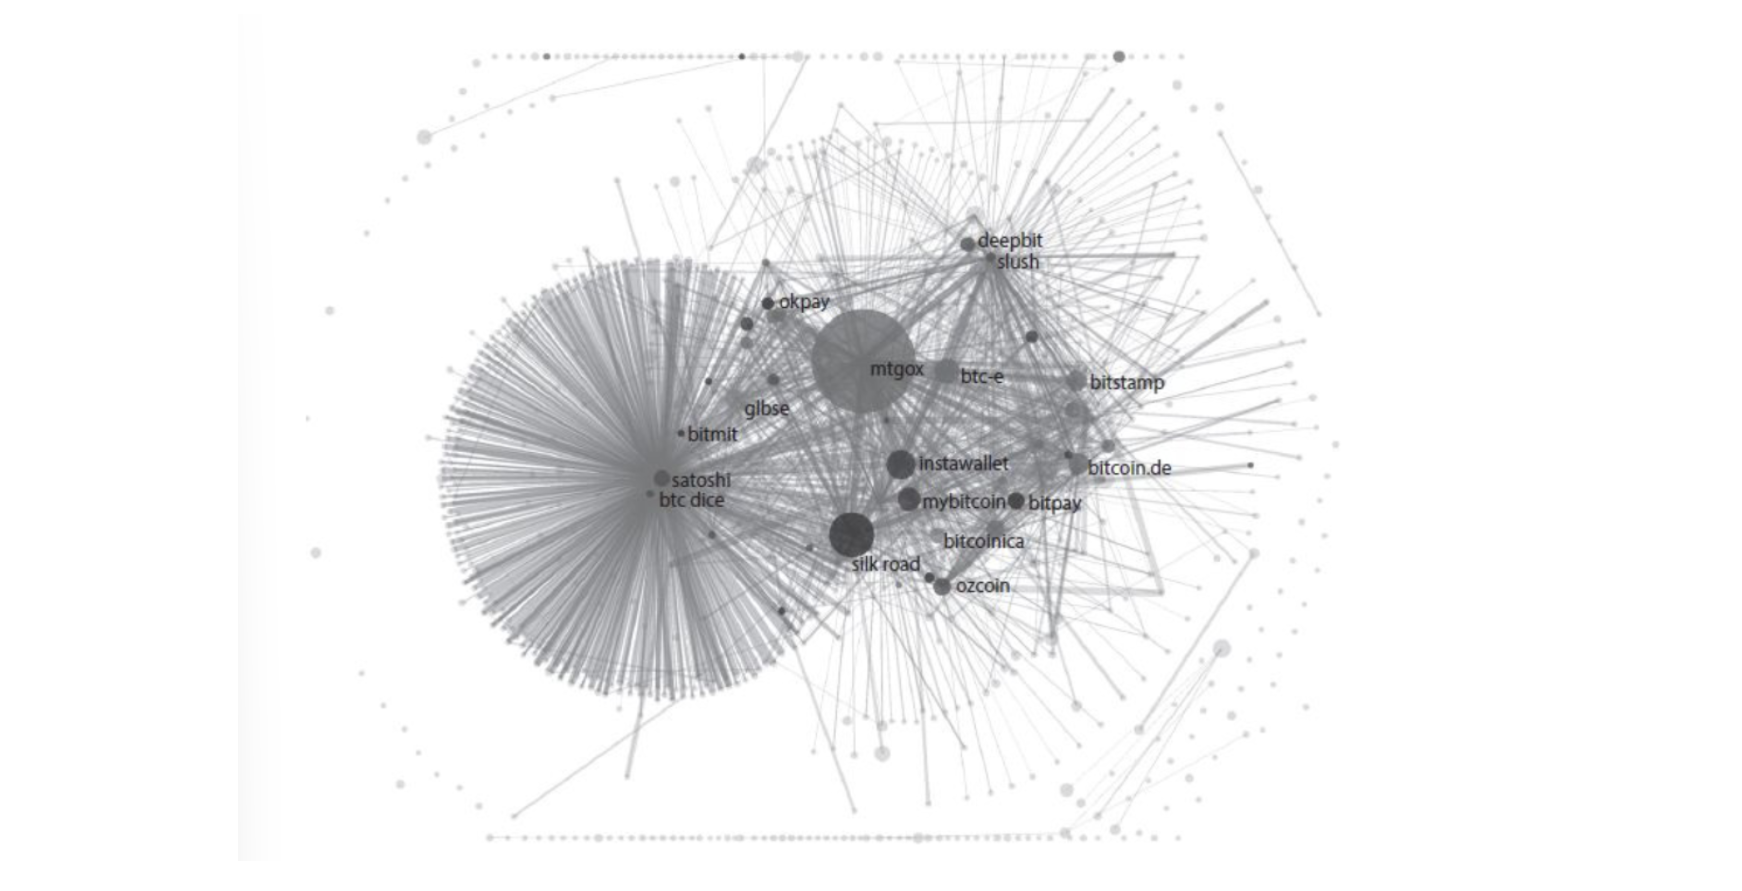 deepbit
slush
okpay
mtgox
btc-e
bitstamp
glbse
bitmit
instawallet
bitcoin.de
satoshi
btc dice
mybitcoin
bitpay
bitcoinica
silk road
ozcoin